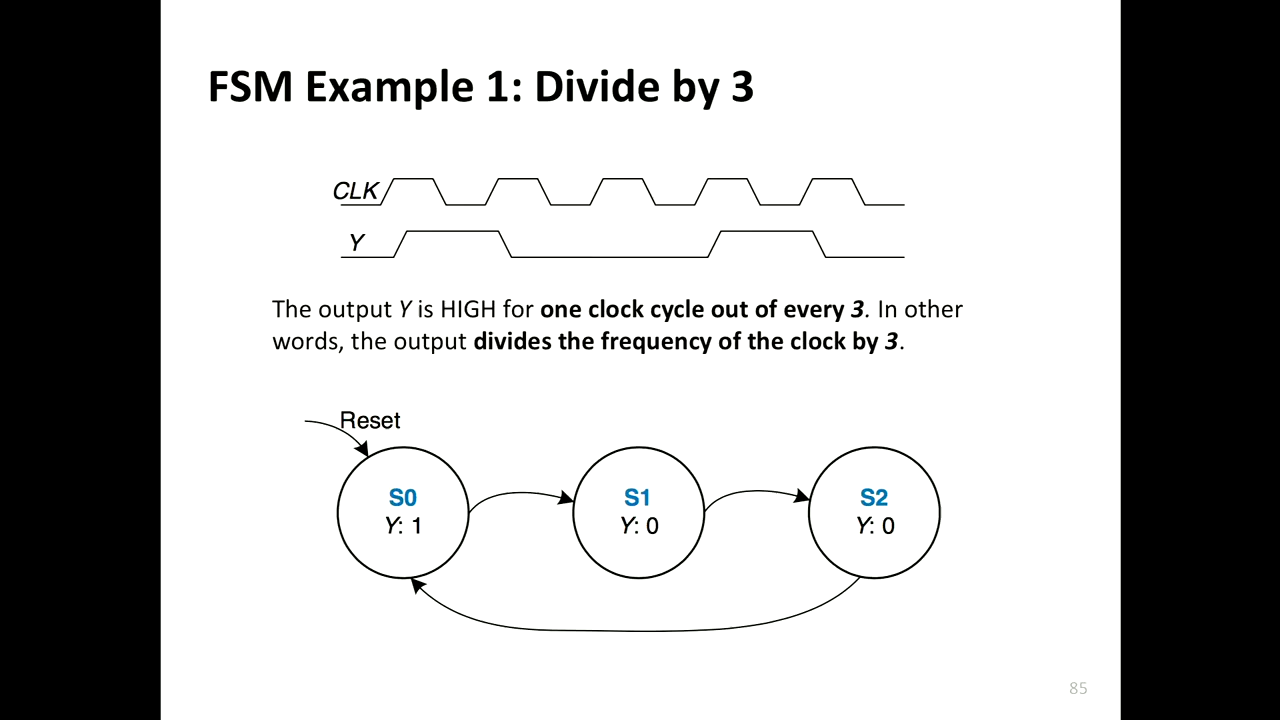 FSM Example 1: Divide by 3
CLK
Y
The output Y is HIGH for one clock cycle out of every 3. In other
words, the output divides the frequency of the clock by 3.
Reset
S0
Y: 1
S1
Y: 0
S2
Y: 0
85